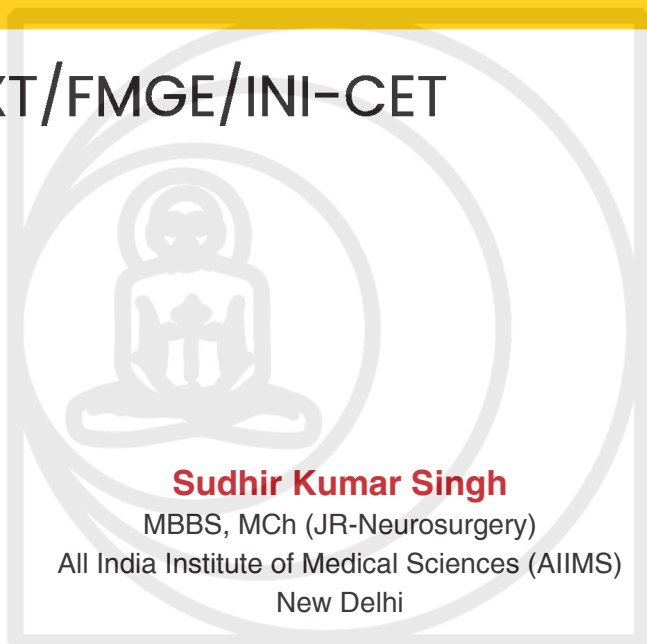 XT/FMGE/INI-CET
Sudhir Kumar Singh
MBBS, MCh (JR-Neurosurgery)
All India Institute of Medical Sciences (AIIMS)
New Delhi